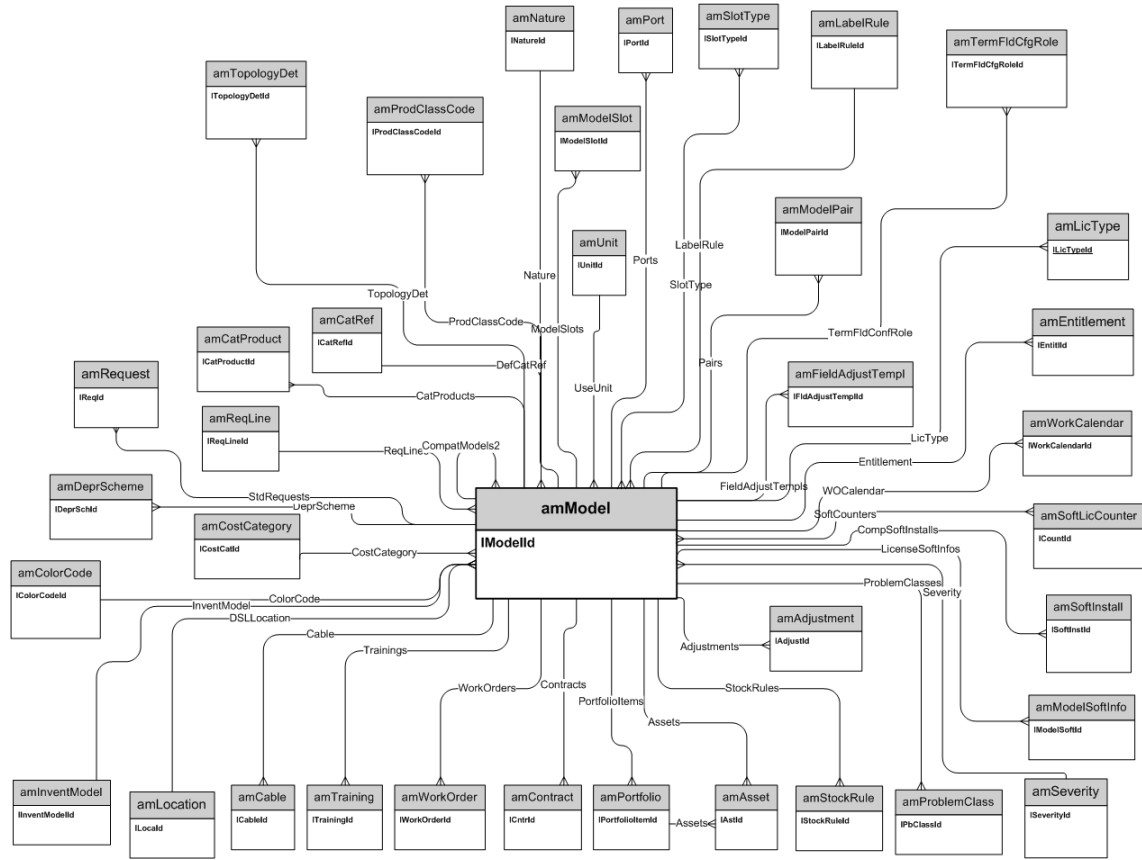 amNature
lNatureId
amPort
lPortId
amSlotType
lSlotTypeId
amLabelRule
lLabelRuleId
amTermFldCfgRole
lTermFldCfgRoleId
amTopologyDet
lTopologyDetId
amProdClassCode
lProdClassCodeId
amModelSlot
lModelSlotId
amModelPair
lModelPairId
amLicType
lLicTypeId
amUnit
lUnitId
LabelRule
Ports
Nature
SlotType
TopologyDet
amCatRef
lCatRefId
ProdClassCode
ModelSlots
TermFldConfRole
amEntitlement
lEntitlId
amCatProduct
lCatProductId
DefCatRef
Pairs
amRequest
lReqId
UseUnit
amFieldAdjustTempl
lFldAdjustTemplId
CatProducts
amReqLine
lReqLineId
amWorkCalendar
lWorkCalendarId
LicType
CompatModels2
ReqLines
Entitlement
amDeprScheme
lDeprSchId
FieldAdjustTempls
WOCalendar
StdRequests
DeprScheme
amModel
lModelId
SoftCounters
amSoftLicCounter
lCountId
amCostCategory
lCostCatId
CompSoftInstalls
CostCategory
LicenseSoftInfos
amColorCode
lColorCodeId
ProblemClasses
Severity
ColorCode
InventModel
DSLLocation
amSoftInstall
lSoftInstId
amAdjustment
lAdjustId
Cable
Adjustments
Trainings
Contracts
WorkOrders
StockRules
PortfolioItems
amModelSoftInfo
lModelSoftId
Assets
amInventModel
lInventModelId
amLocation
lLocaId
amCable
lCableId
amTraining
lTrainingId
amWorkOrder
lWorkOrderId
amContract
lCntrId
amPortfolio
lPortfolioItemId
Assets
amAsset
lAstId
amStockRule
lStockRuleId
amProblemClass
lPbClassId
amSeverity
lSeverityId